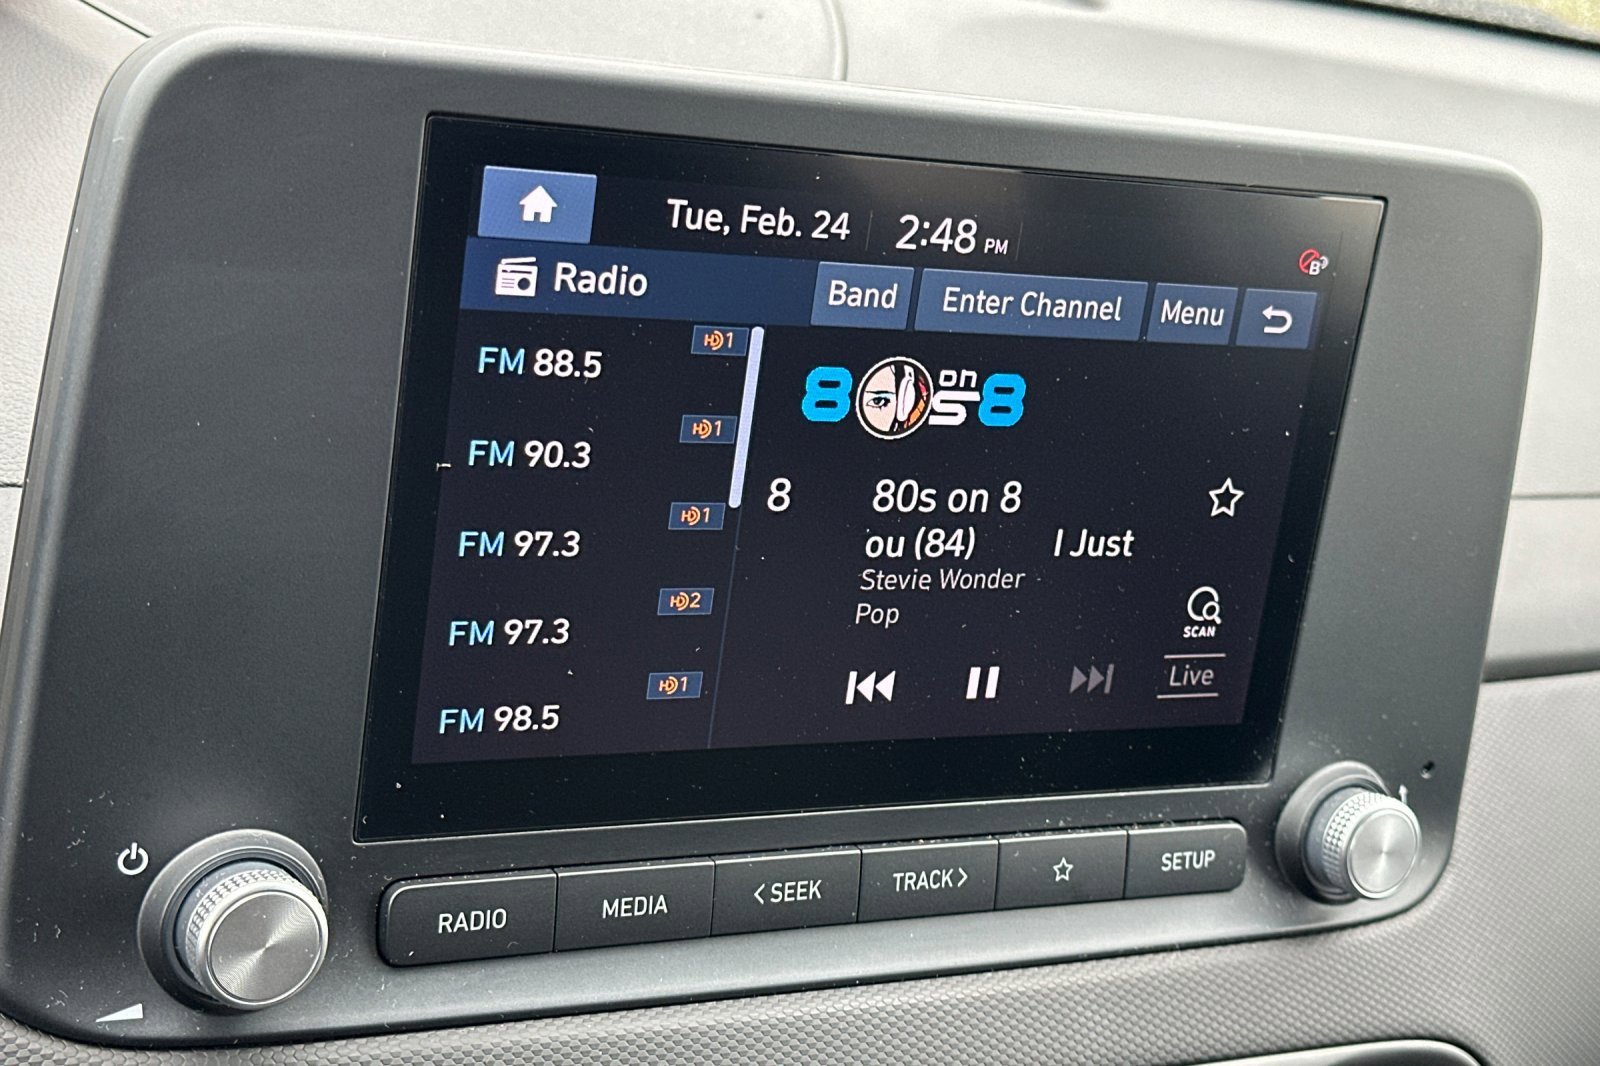 Tue, Feb. 24 2:48 PM
B
Radio Band Enter Channel Menu
FM 88.5 HD1
FM 90.3 HD1
FM 97.3 HD1
FM 97.3 HD2
FM 98.5 HD1
80s on 8
8 80s on 8
ou (84) I Just
Stevie Wonder
Pop
SCAN
Live
RADIO MEDIA <SEEK TRACK> SETUP